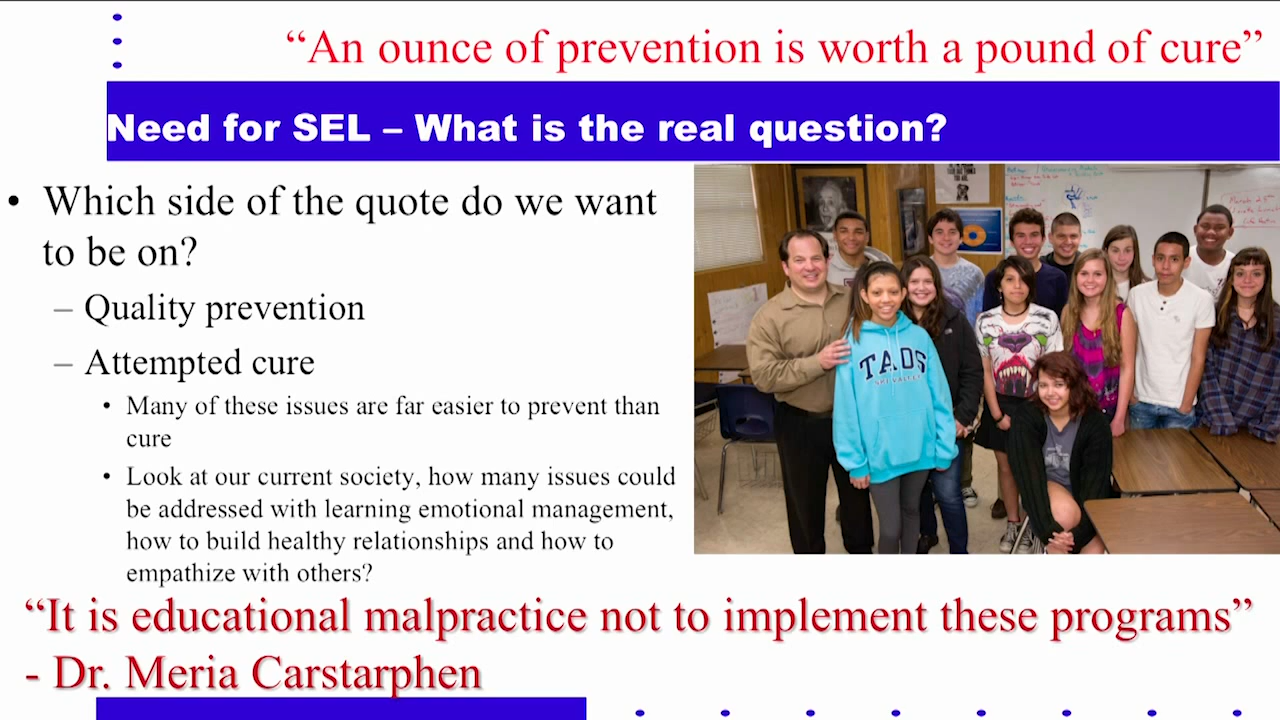 “An ounce of prevention is worth a pound of cure”
Need for SEL – What is the real question?
• Which side of the quote do we want
to be on?
– Quality prevention
– Attempted cure
• Many of these issues are far easier to prevent than
cure
• Look at our current society, how many issues could
be addressed with learning emotional management,
how to build healthy relationships and how to
empathize with others?
TAOS
SKI VALLEY
“It is educational malpractice not to implement these programs”
- Dr. Meria Carstarphen